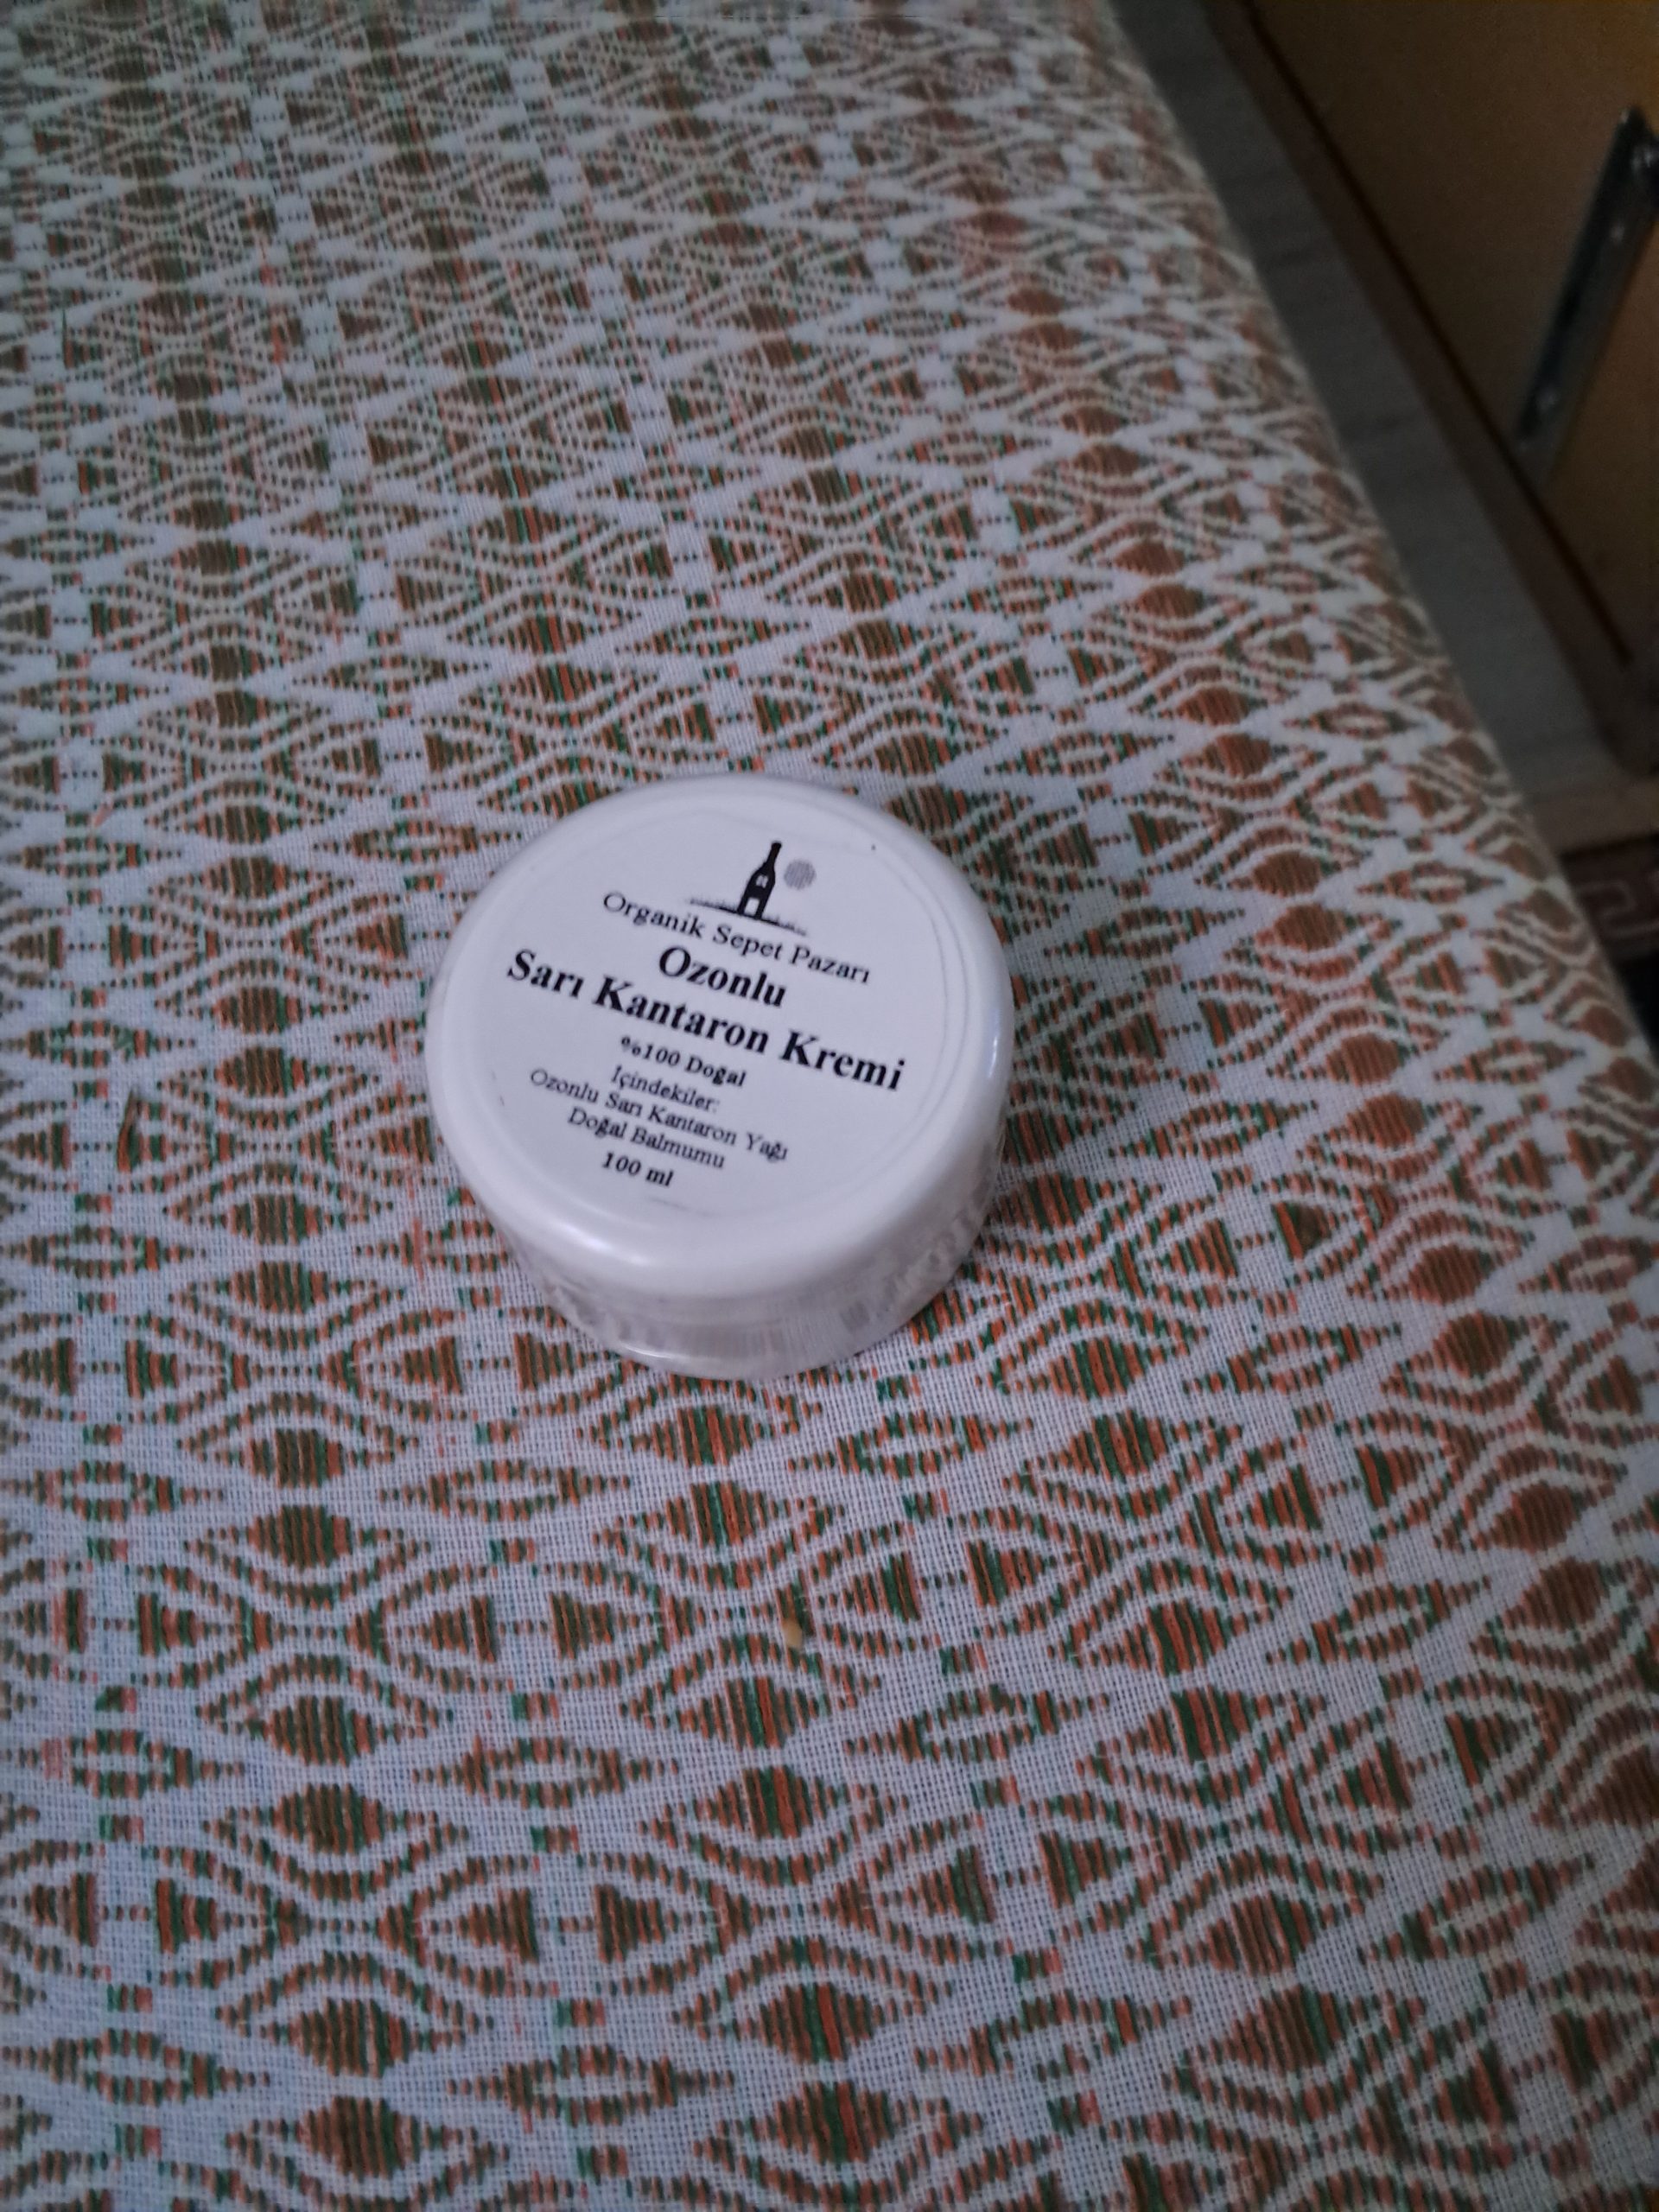 Organik Sepet Pazarı
Ozonlu
Sarı Kantaron Kremi
%100 Doğal
İçindekiler:
Ozonlu Sarı Kantaron Yağı
Doğal Balmumu
100 ml